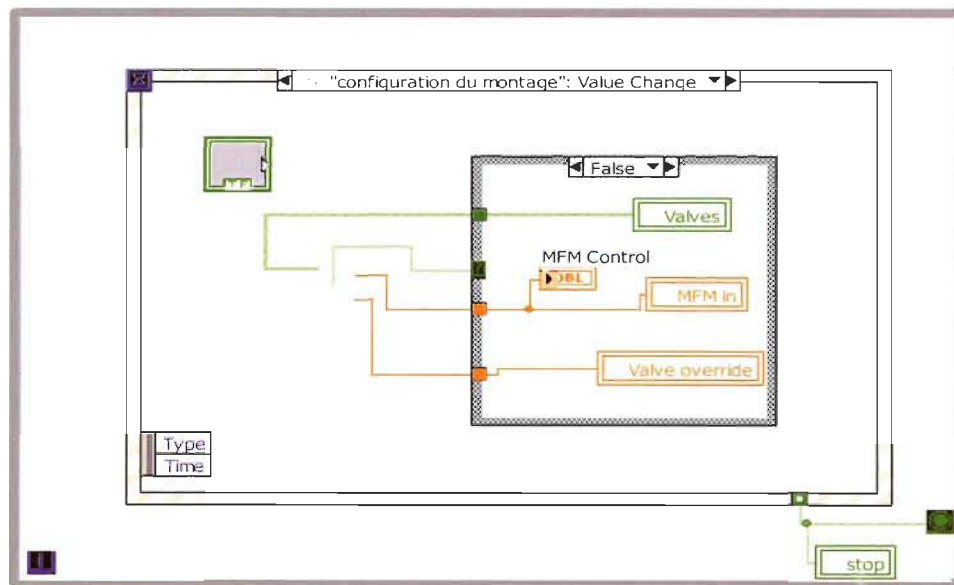 "configuration du montage": Value Change
False
Valves
MFM Control
DBL
MFM in
Valve override
Type
Time
stop
i